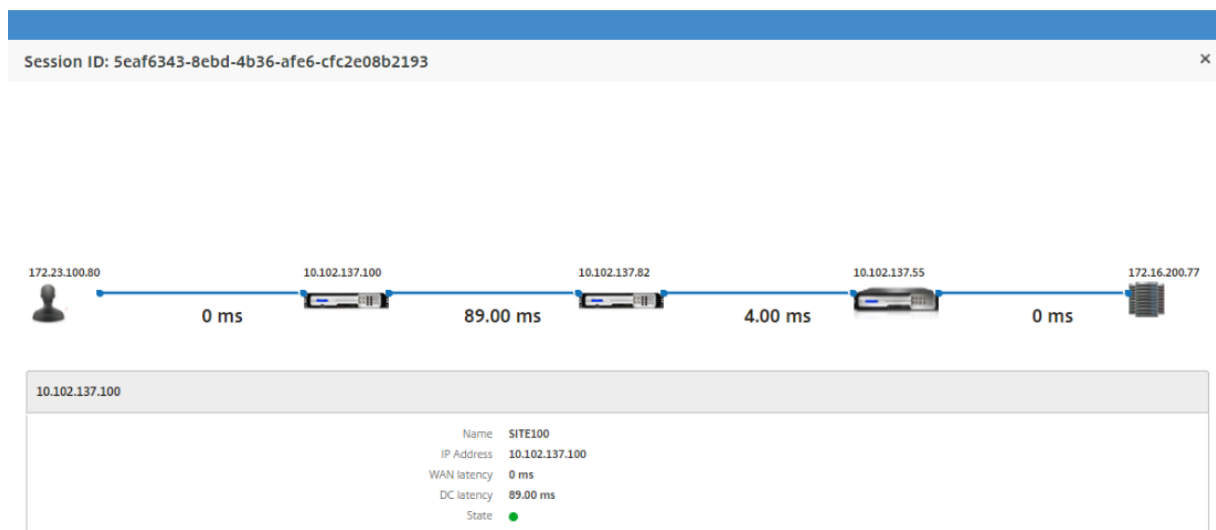 Session ID: 5eaf6343-8ebd-4b36-afe6-cfc2e08b2193 ×
172.23.100.80 10.102.137.100 10.102.137.82 10.102.137.55 172.16.200.77
0 ms 89.00 ms 4.00 ms 0 ms
10.102.137.100
Name SITE100
IP Address 10.102.137.100
WAN latency 0 ms
DC latency 89.00 ms
State